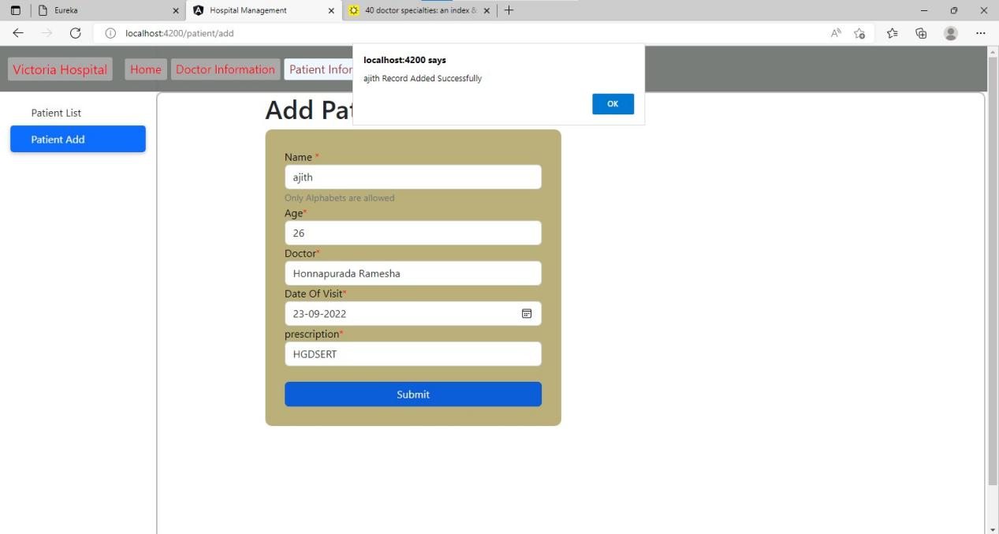 Eureka
Hospital Management
40 doctor specialties: an index &
localhost:4200/patient/add
Victoria Hospital
Home
Doctor Information
Patient Infor
localhost:4200 says
ajith Record Added Successfully
OK
Patient List
Patient Add
Add Pat
Name *
ajith
Only Alphabets are allowed
Age*
26
Doctor*
Honnapurada Ramesha
Date Of Visit*
23-09-2022
prescription*
HGDSERT
Submit